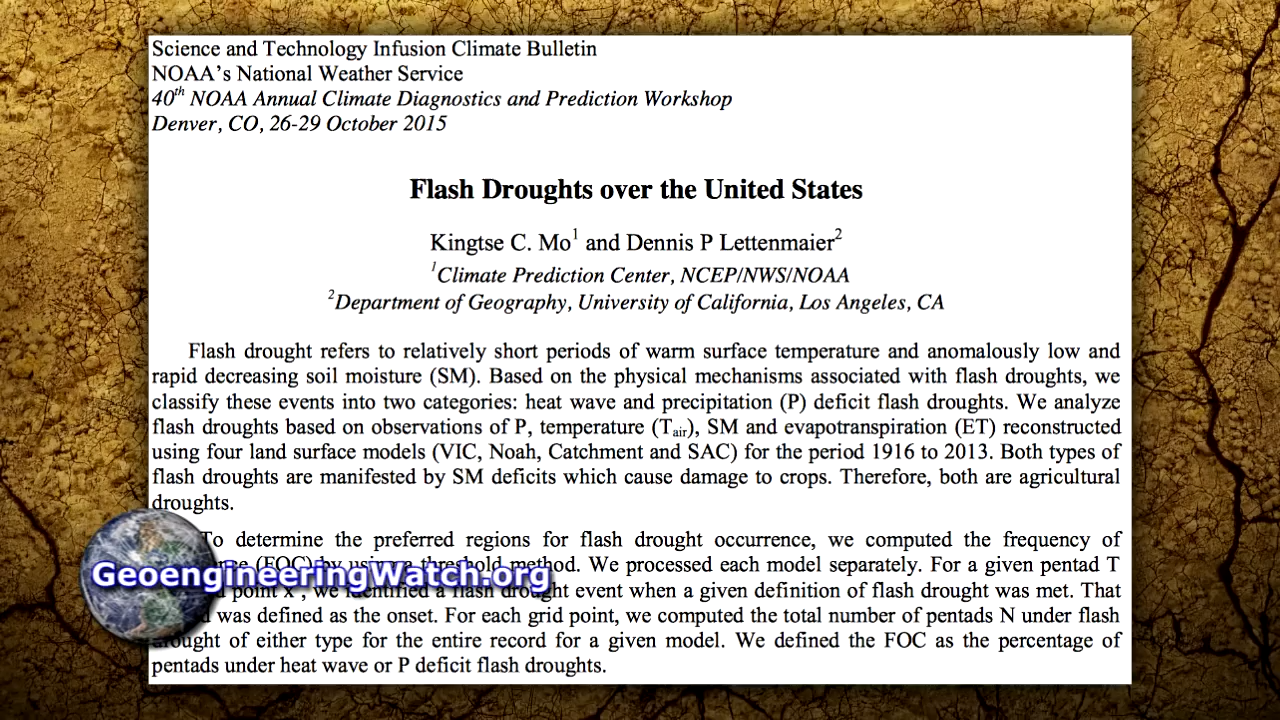 Science and Technology Infusion Climate Bulletin
NOAA's National Weather Service
40th NOAA Annual Climate Diagnostics and Prediction Workshop
Denver, CO, 26-29 October 2015
Flash Droughts over the United States
Kingtse C. Mo1 and Dennis P Lettenmaier2
1Climate Prediction Center, NCEP/NWS/NOAA
2Department of Geography, University of California, Los Angeles, CA
Flash drought refers to relatively short periods of warm surface temperature and anomalously low and
rapid decreasing soil moisture (SM). Based on the physical mechanisms associated with flash droughts, we
classify these events into two categories: heat wave and precipitation (P) deficit flash droughts. We analyze
flash droughts based on observations of P, temperature (Tair), SM and evapotranspiration (ET) reconstructed
using four land surface models (VIC, Noah, Catchment and SAC) for the period 1916 to 2013. Both types of
flash droughts are manifested by SM deficits which cause damage to crops. Therefore, both are agricultural
droughts.
To determine the preferred regions for flash drought occurrence, we computed the frequency of
(FOC) by using a threshold method. We processed each model separately. For a given pentad T
point x , we identified a flash drought event when a given definition of flash drought was met. That
was defined as the onset. For each grid point, we computed the total number of pentads N under flash
drought of either type for the entire record for a given model. We defined the FOC as the percentage of
pentads under heat wave or P deficit flash droughts.
GeoengineeringWatch.org